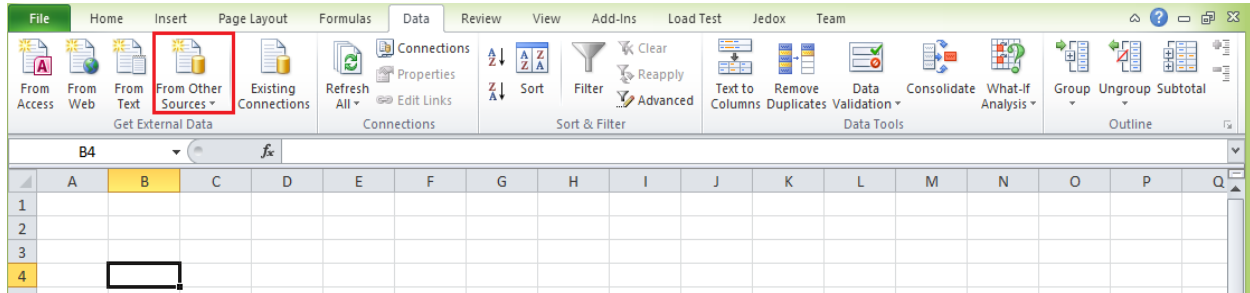 File Home Insert Page Layout Formulas Data Review View Add-Ins Load Test Jedox Team
From Access
From Web
From Text
From Other Sources
Existing Connections
Get External Data
Refresh All
Connections
Properties
Edit Links
Connections
Sort
Filter
Clear
Reapply
Advanced
Sort & Filter
Text to Columns
Remove Duplicates
Data Validation
Consolidate
What-If Analysis
Data Tools
Group
Ungroup
Subtotal
Outline
B4 fx
A B C D E F G H I J K L M N O P Q
1
2
3
4